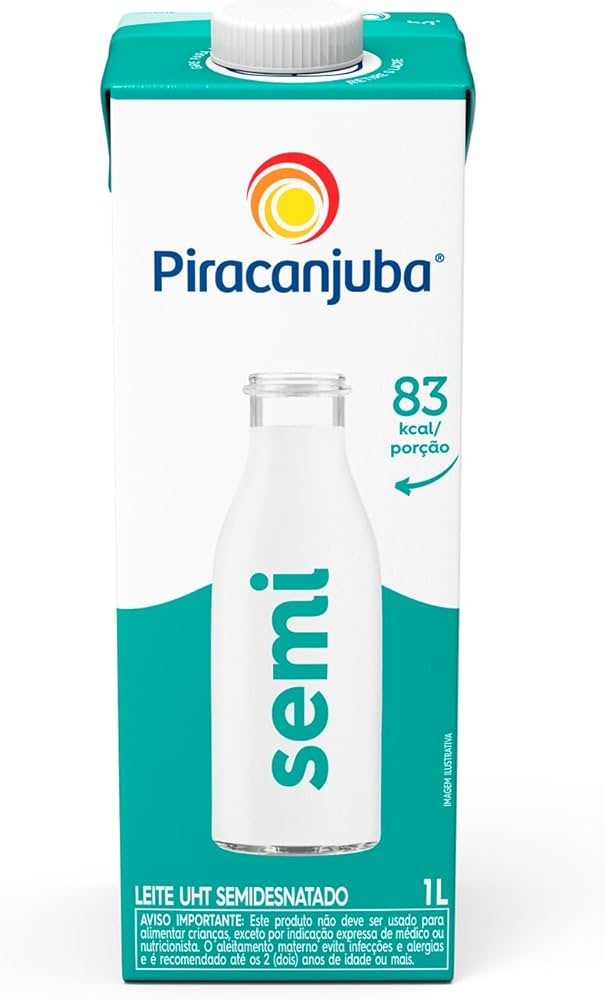 RETIRE O LACRE
Piracanjuba®
83
kcal/
porção
semi
IMAGEM ILUSTRATIVA
LEITE UHT SEMIDESNATADO 1L
AVISO IMPORTANTE: Este produto não deve ser usado para
alimentar crianças, exceto por indicação expressa de médico ou
nutricionista. O aleitamento materno evita infecções e alergias
e é recomendado até os 2 (dois) anos de idade ou mais.